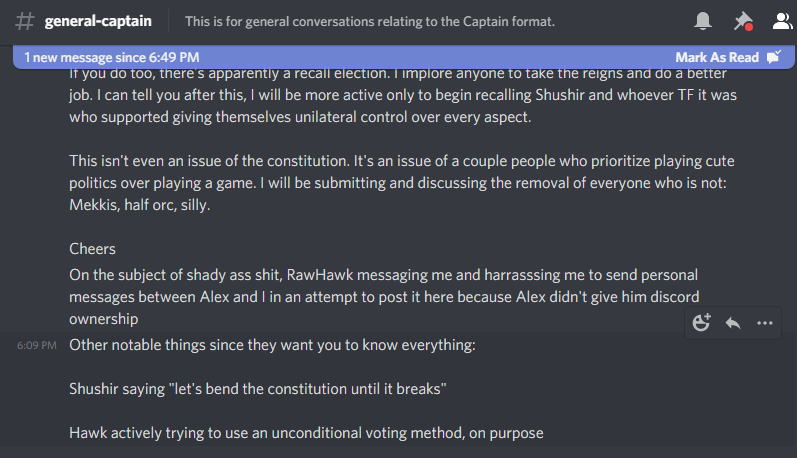 # general-captain This is for general conversations relating to the Captain format.
1 new message since 6:49 PM Mark As Read
If you do too, there's apparently a recall election. I implore anyone to take the reigns and do a better
job. I can tell you after this, I will be more active only to begin recalling Shushir and whoever TF it was
who supported giving themselves unilateral control over every aspect.
This isn't even an issue of the constitution. It's an issue of a couple people who prioritize playing cute
politics over playing a game. I will be submitting and discussing the removal of everyone who is not:
Mekkis, half orc, silly.
Cheers
On the subject of shady ass shit, RawHawk messaging me and harrasssing me to send personal
messages between Alex and I in an attempt to post it here because Alex didn't give him discord
ownership
6:09 PM Other notable things since they want you to know everything:
Shushir saying "let's bend the constitution until it breaks"
Hawk actively trying to use an unconditional voting method, on purpose